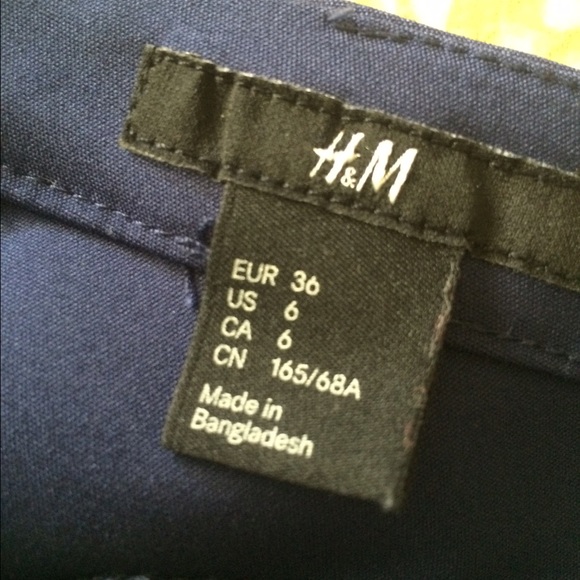 H&M
EUR 36
US 6
CA 6
CN 165/68A
Made in
Bangladesh